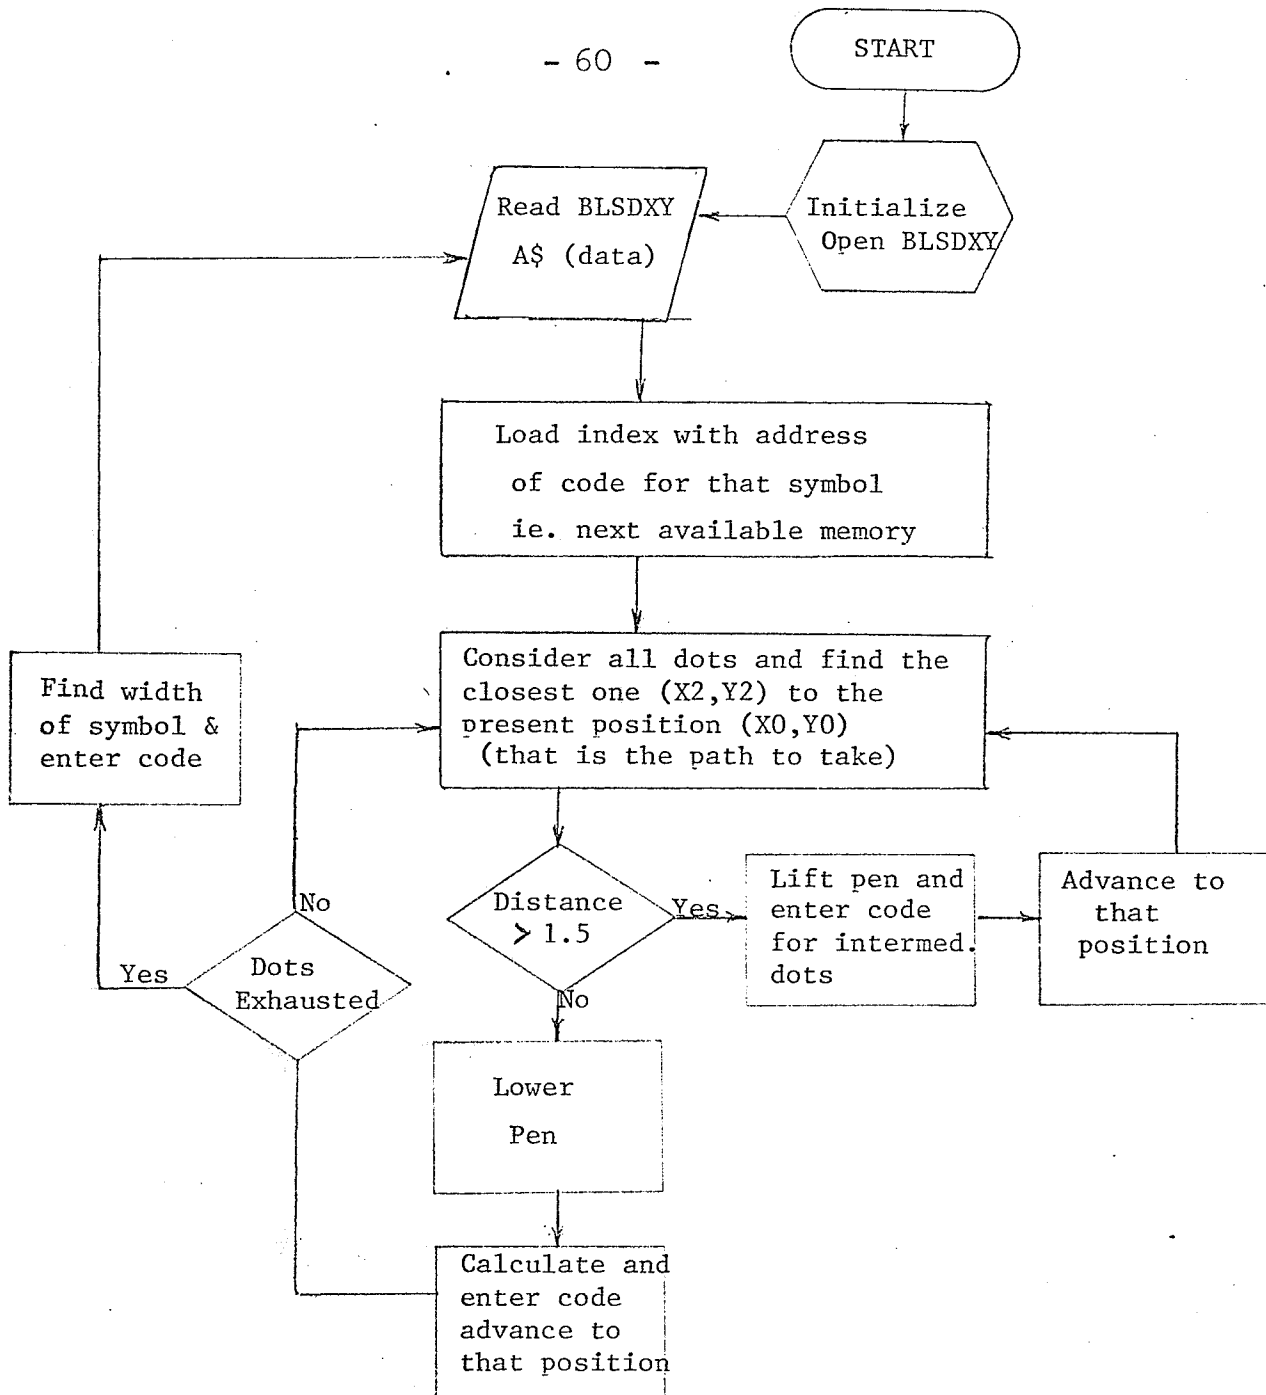 - 60 -
START
Initialize
Open BLSDXY
Read BLSDXY
A$ (data)
Load index with address
of code for that symbol
ie. next available memory
Consider all dots and find the
closest one (X2,Y2) to the
present position (X0,Y0)
(that is the path to take)
Find width
of symbol &
enter code
Distance
> 1.5
Yes
Lift pen and
enter code
for intermed.
dots
Advance to
that
position
No
Dots
Exhausted
Yes
No
Lower
Pen
Calculate and
enter code
advance to
that position